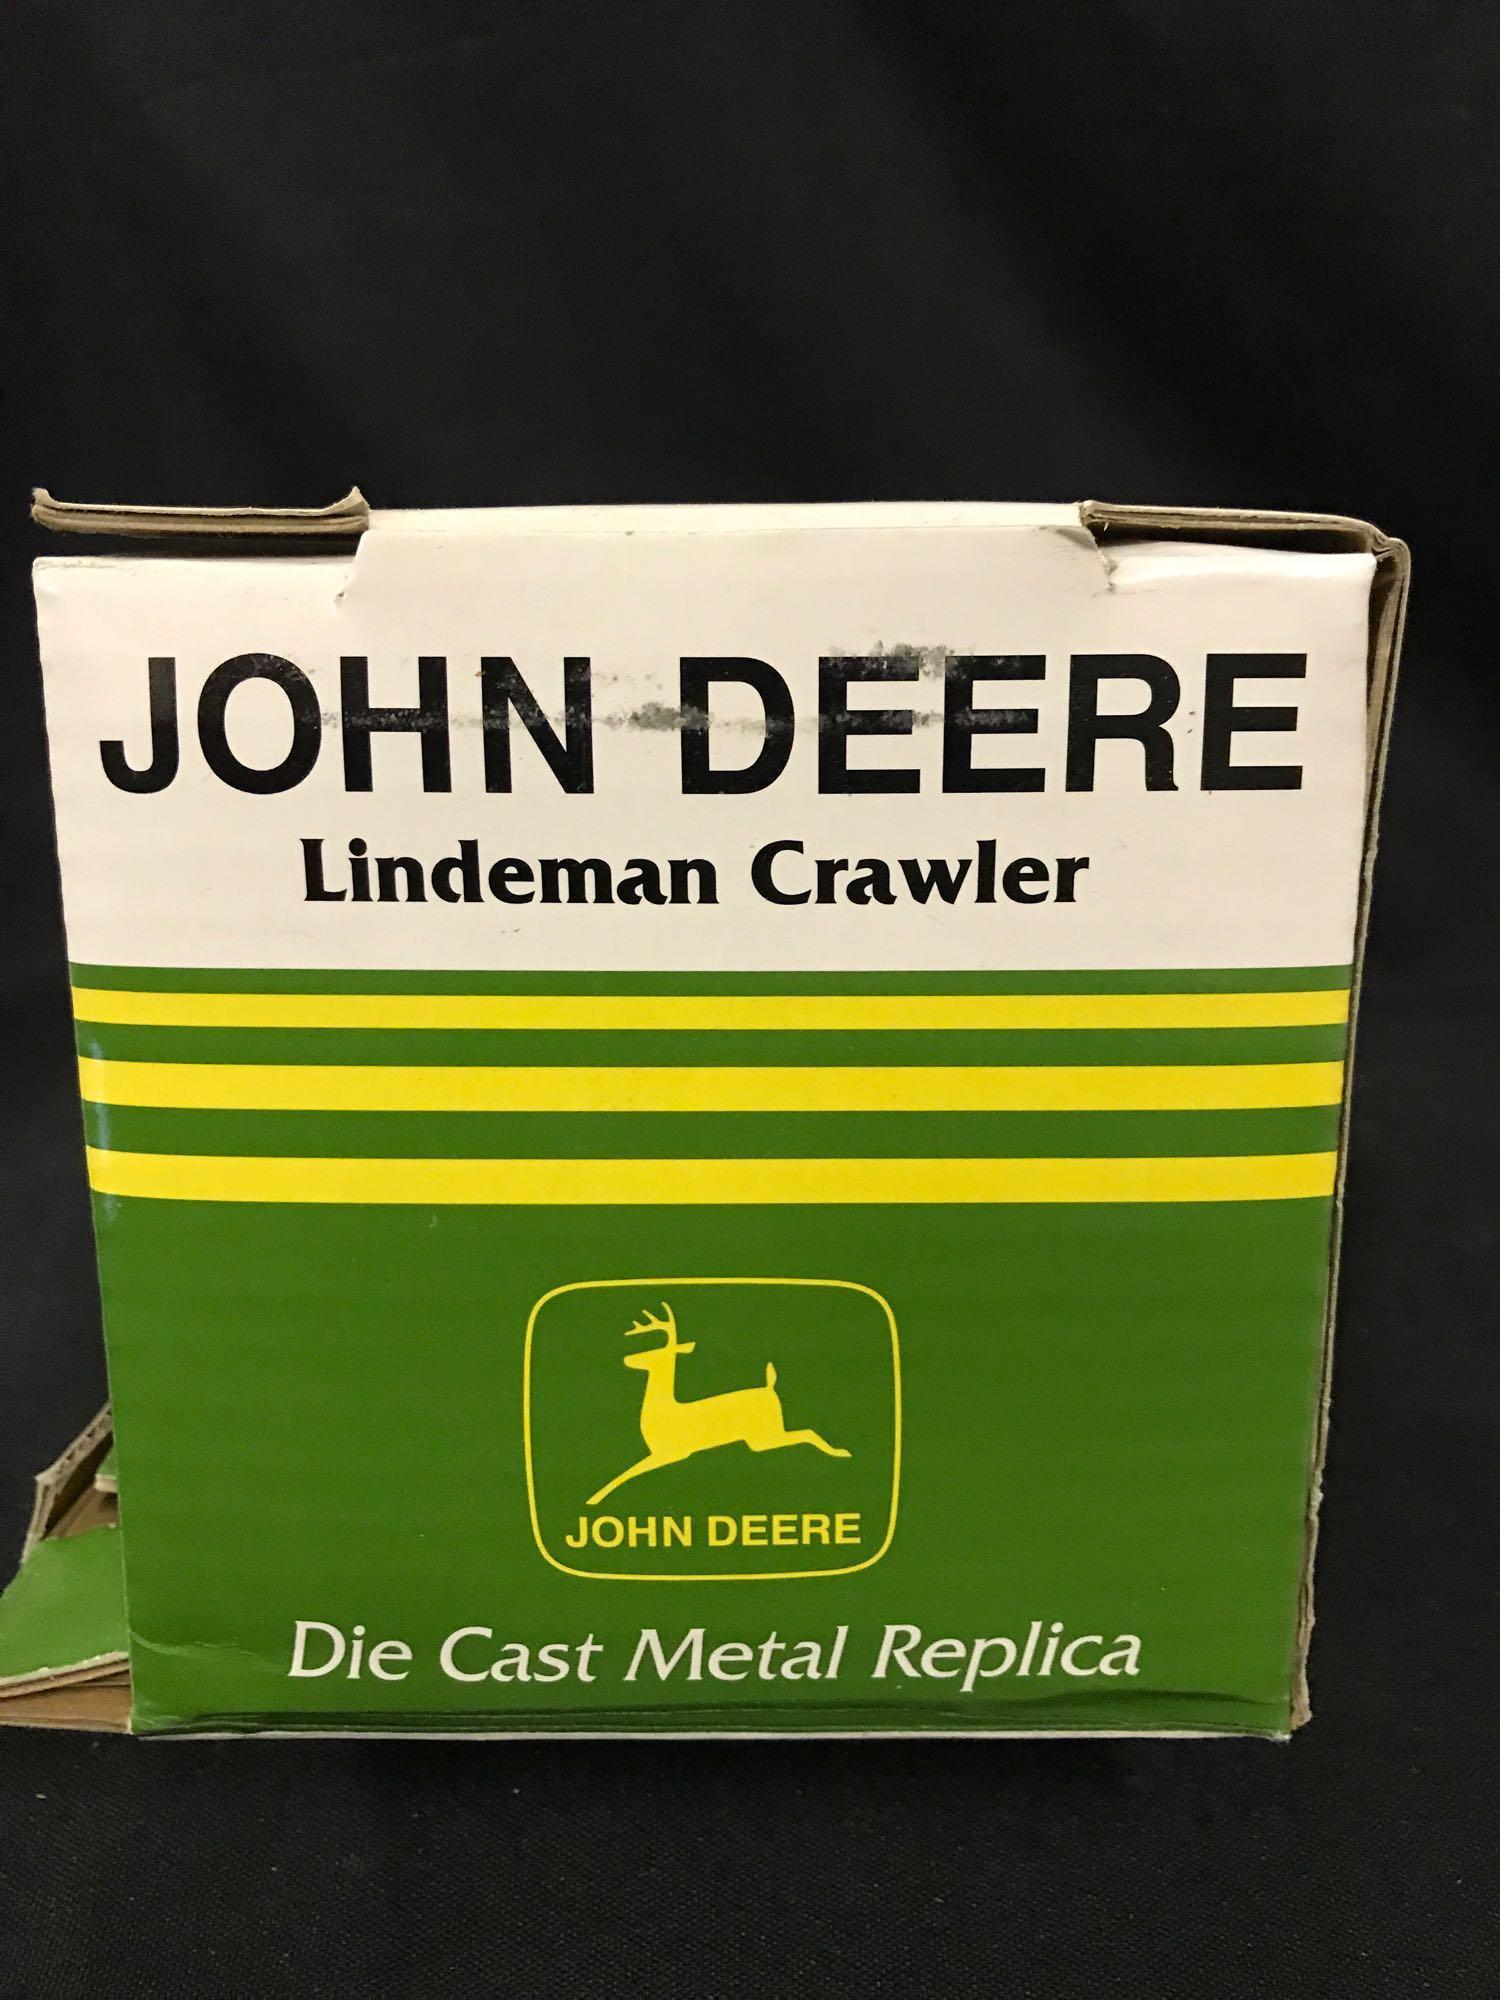 JOHN DEERE
Lindeman Crawler
JOHN DEERE
Die Cast Metal Replica